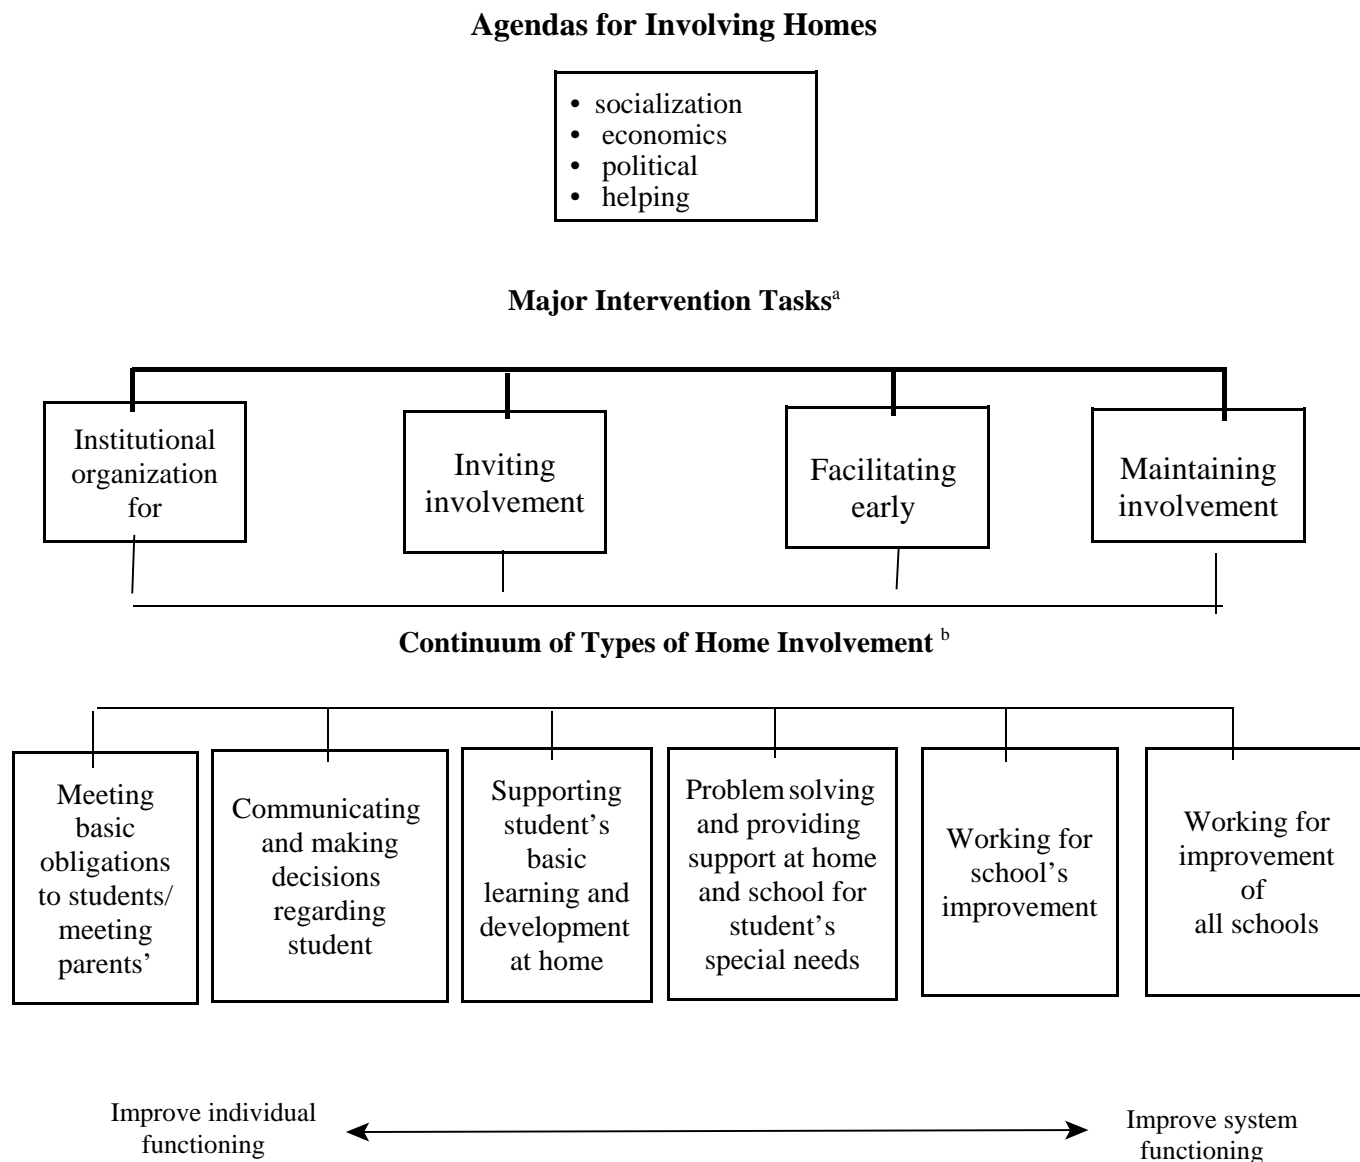 Agendas for Involving Homes
• socialization
• economics
• political
• helping
Major Intervention Tasksa
Institutional
organization
for
Inviting
involvement
Facilitating
early
Maintaining
involvement
Continuum of Types of Home Involvement b
Meeting
basic
obligations
to students/
meeting
parents’
Communicating
and making
decisions
regarding
student
Supporting
student’s
basic
learning and
development
at home
Problem solving
and providing
support at home
and school for
student’s
special needs
Working for
school’s
improvement
Working for
improvement
of
all schools
Improve individual
functioning
Improve system
functioning